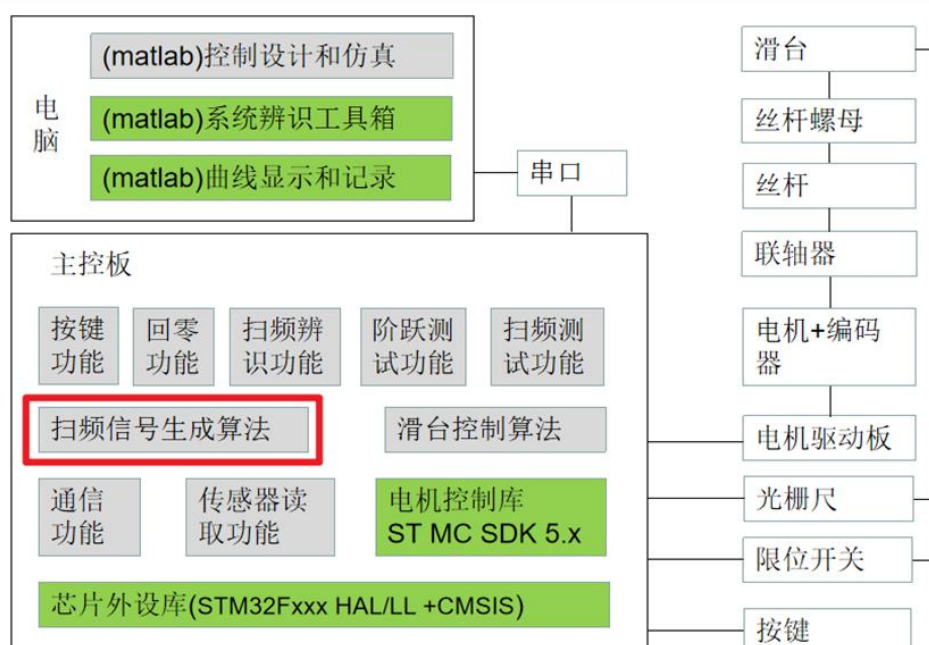 (matlab)控制设计和仿真
电
脑
(matlab)系统辨识工具箱
(matlab)曲线显示和记录
串口
主控板
按键
功能
回零
功能
扫频辨
识功能
阶跃测
试功能
扫频测
试功能
扫频信号生成算法
滑台控制算法
通信
功能
传感器读
取功能
电机控制库
ST MC SDK 5.x
芯片外设库(STM32Fxxx HAL/LL +CMSIS)
滑台
丝杆螺母
丝杆
联轴器
电机+编码
器
电机驱动板
光栅尺
限位开关
按键